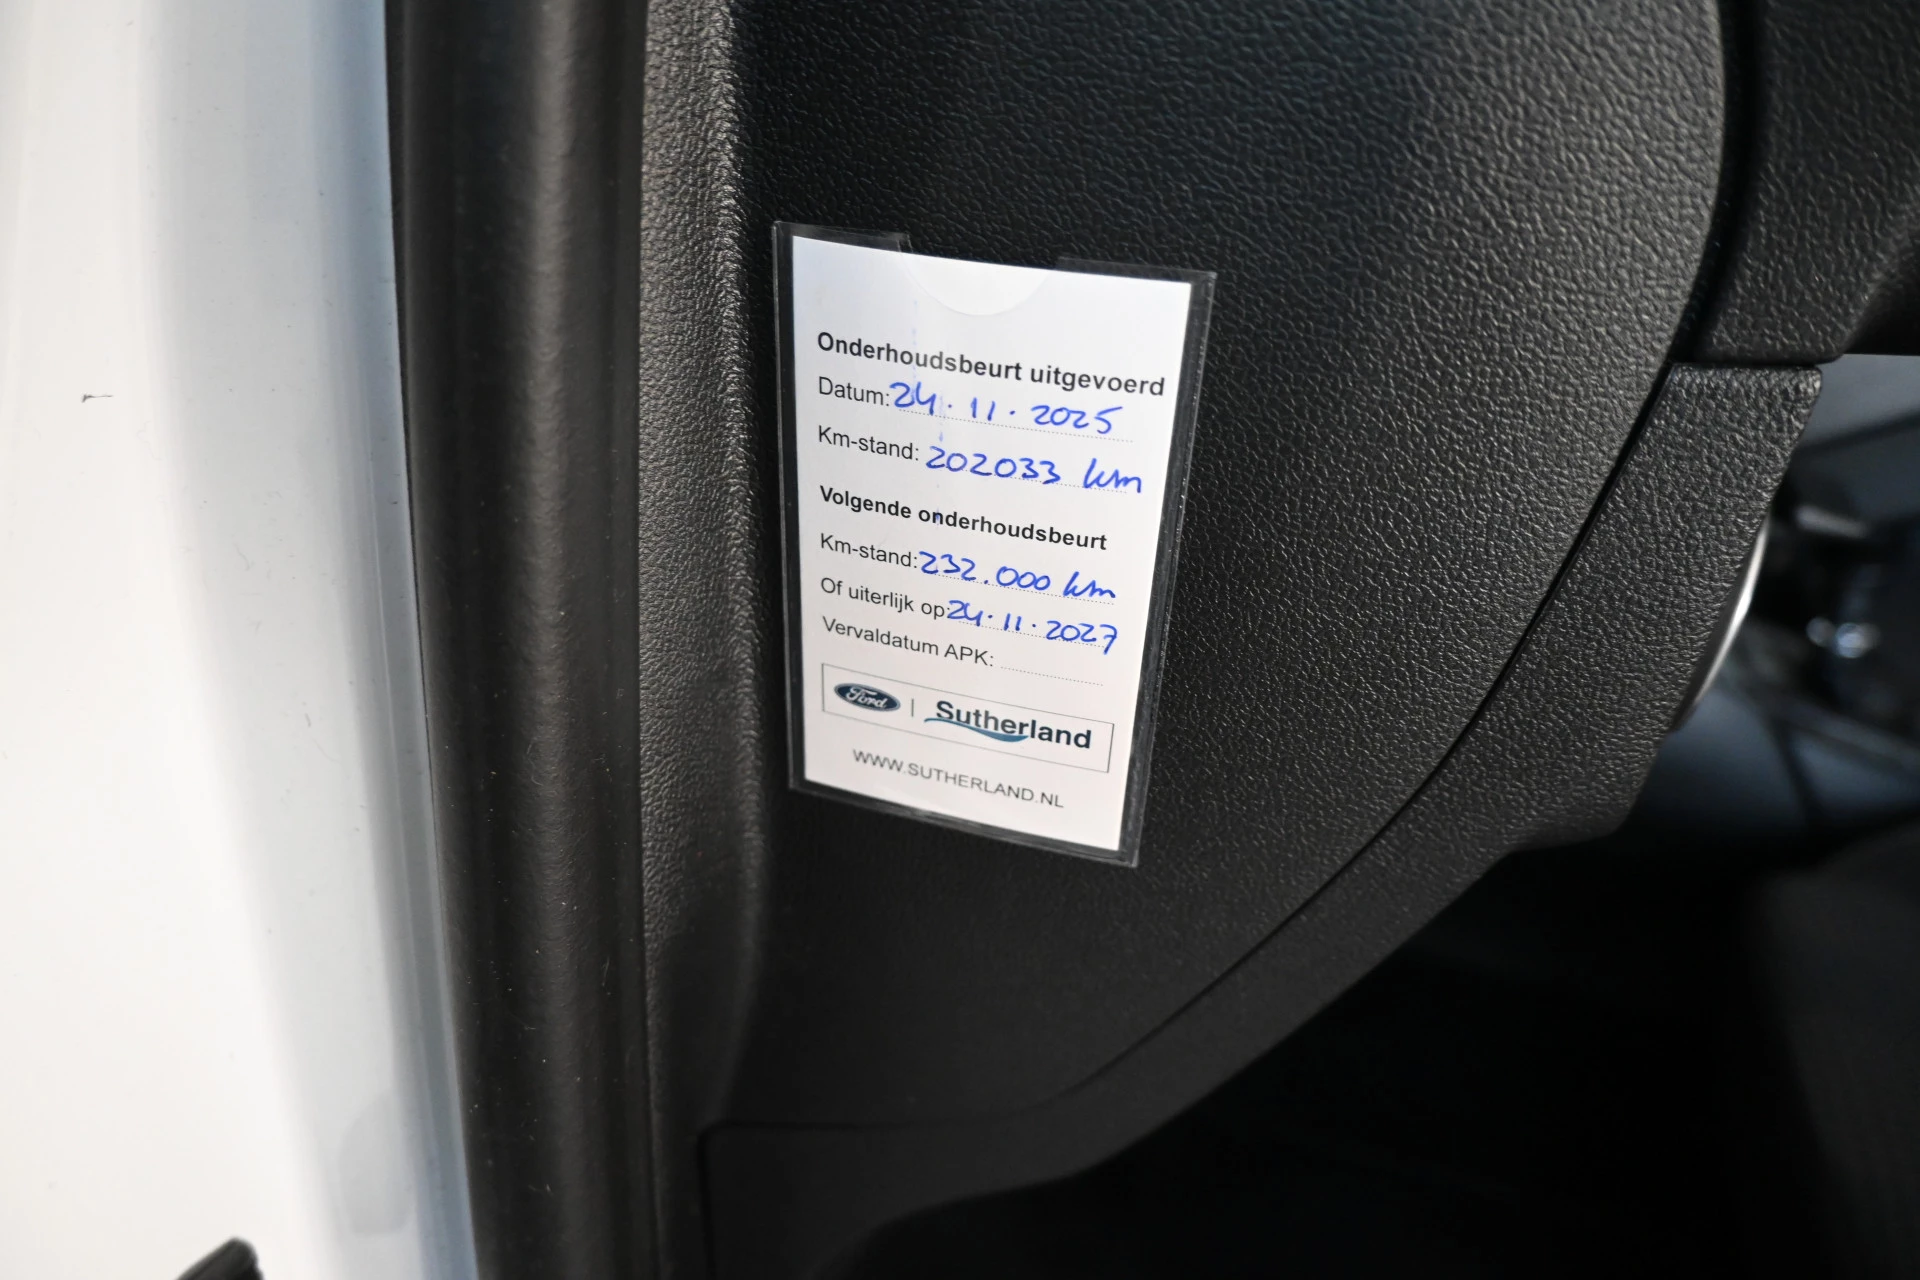 Onderhoudsbeurt uitgevoerd
Datum: 24.11.2025
Km-stand: 202033 km
Volgende onderhoudsbeurt
Km-stand: 232.000 km
Of uiterlijk op: 24.11.2027
Vervaldatum APK:
Ford | Sutherland
WWW.SUTHERLAND.NL